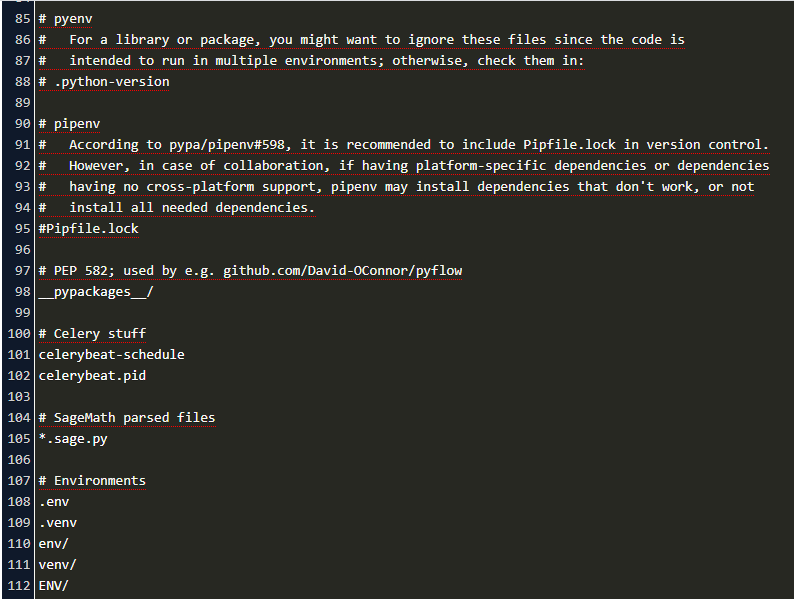 85 # pyenv
86 #   For a library or package, you might want to ignore these files since the code is
87 #   intended to run in multiple environments; otherwise, check them in:
88 # .python-version
89
90 # pipenv
91 #   According to pypa/pipenv#598, it is recommended to include Pipfile.lock in version control.
92 #   However, in case of collaboration, if having platform-specific dependencies or dependencies
93 #   having no cross-platform support, pipenv may install dependencies that don't work, or not
94 #   install all needed dependencies.
95 #Pipfile.lock
96
97 # PEP 582; used by e.g. github.com/David-OConnor/pyflow
98 __pypackages__/
99
100 # Celery stuff
101 celerybeat-schedule
102 celerybeat.pid
103
104 # SageMath parsed files
105 *.sage.py
106
107 # Environments
108 .env
109 .venv
110 env/
111 venv/
112 ENV/